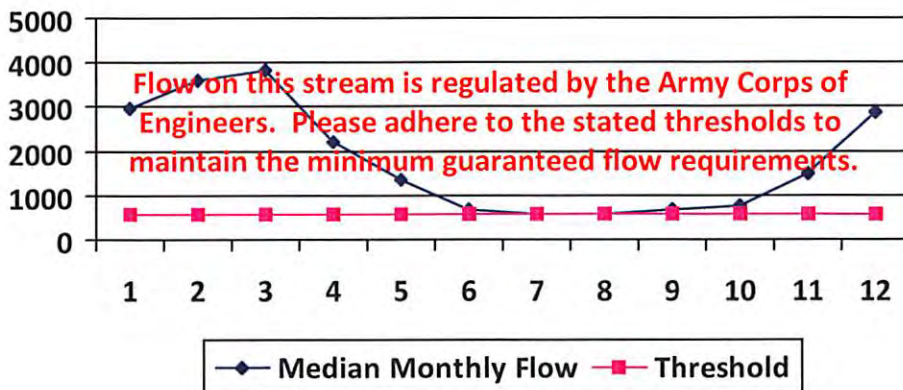 5000
4000
3000
2000
1000
0
Flow on this stream is regulated by the Army Corps of
Engineers. Please adhere to the stated thresholds to
maintain the minimum guaranteed flow requirements.
1 2 3 4 5 6 7 8 9 10 11 12
Median Monthly Flow Threshold